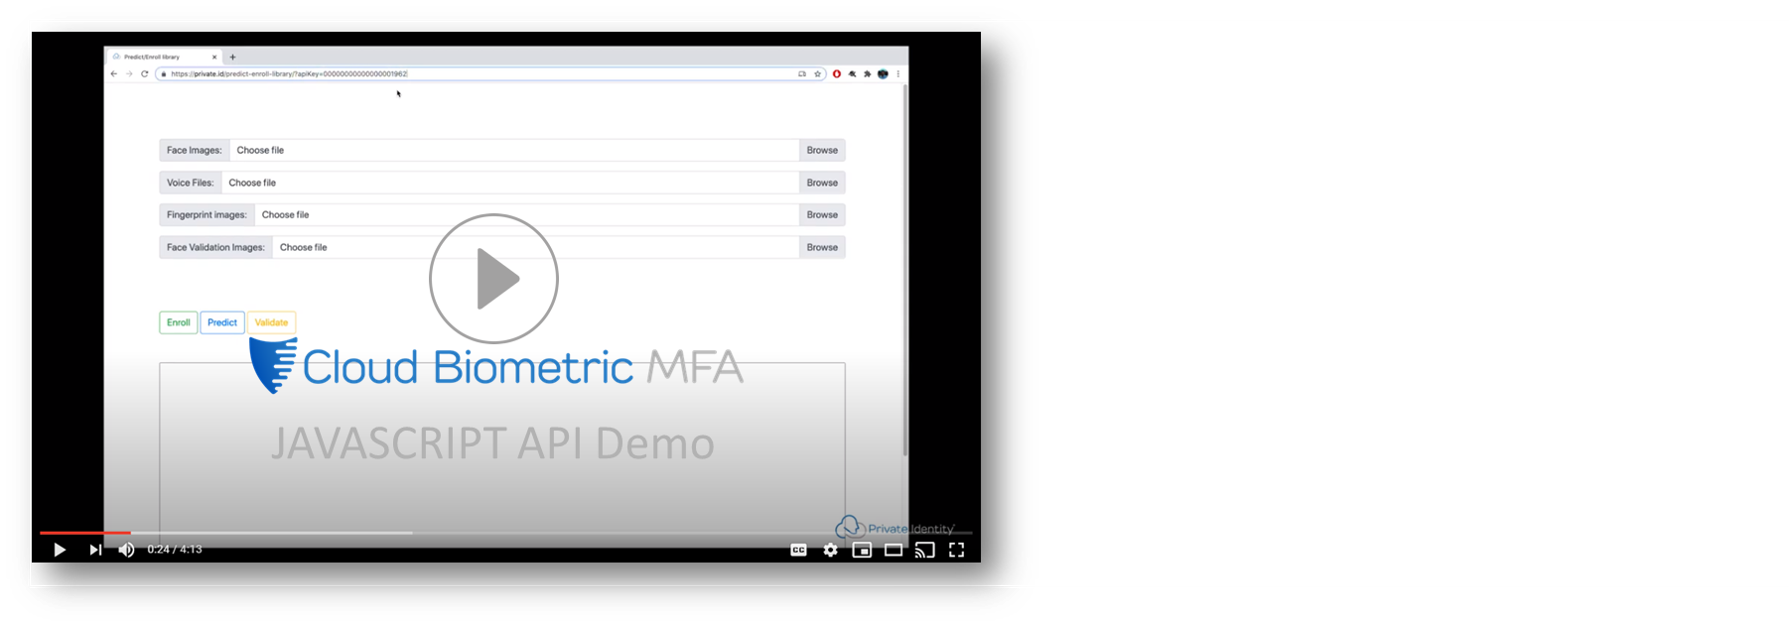 Predict/Enroll library
https://private.id/predict-enroll-library/?apiKey=00000000000000001962
Face Images: Choose file Browse
Voice Files: Choose file Browse
Fingerprint images: Choose file Browse
Face Validation Images: Choose file Browse
Enroll Predict Validate
Cloud Biometric MFA
JAVASCRIPT API Demo
Private Identity
0:24 / 4:13 CC